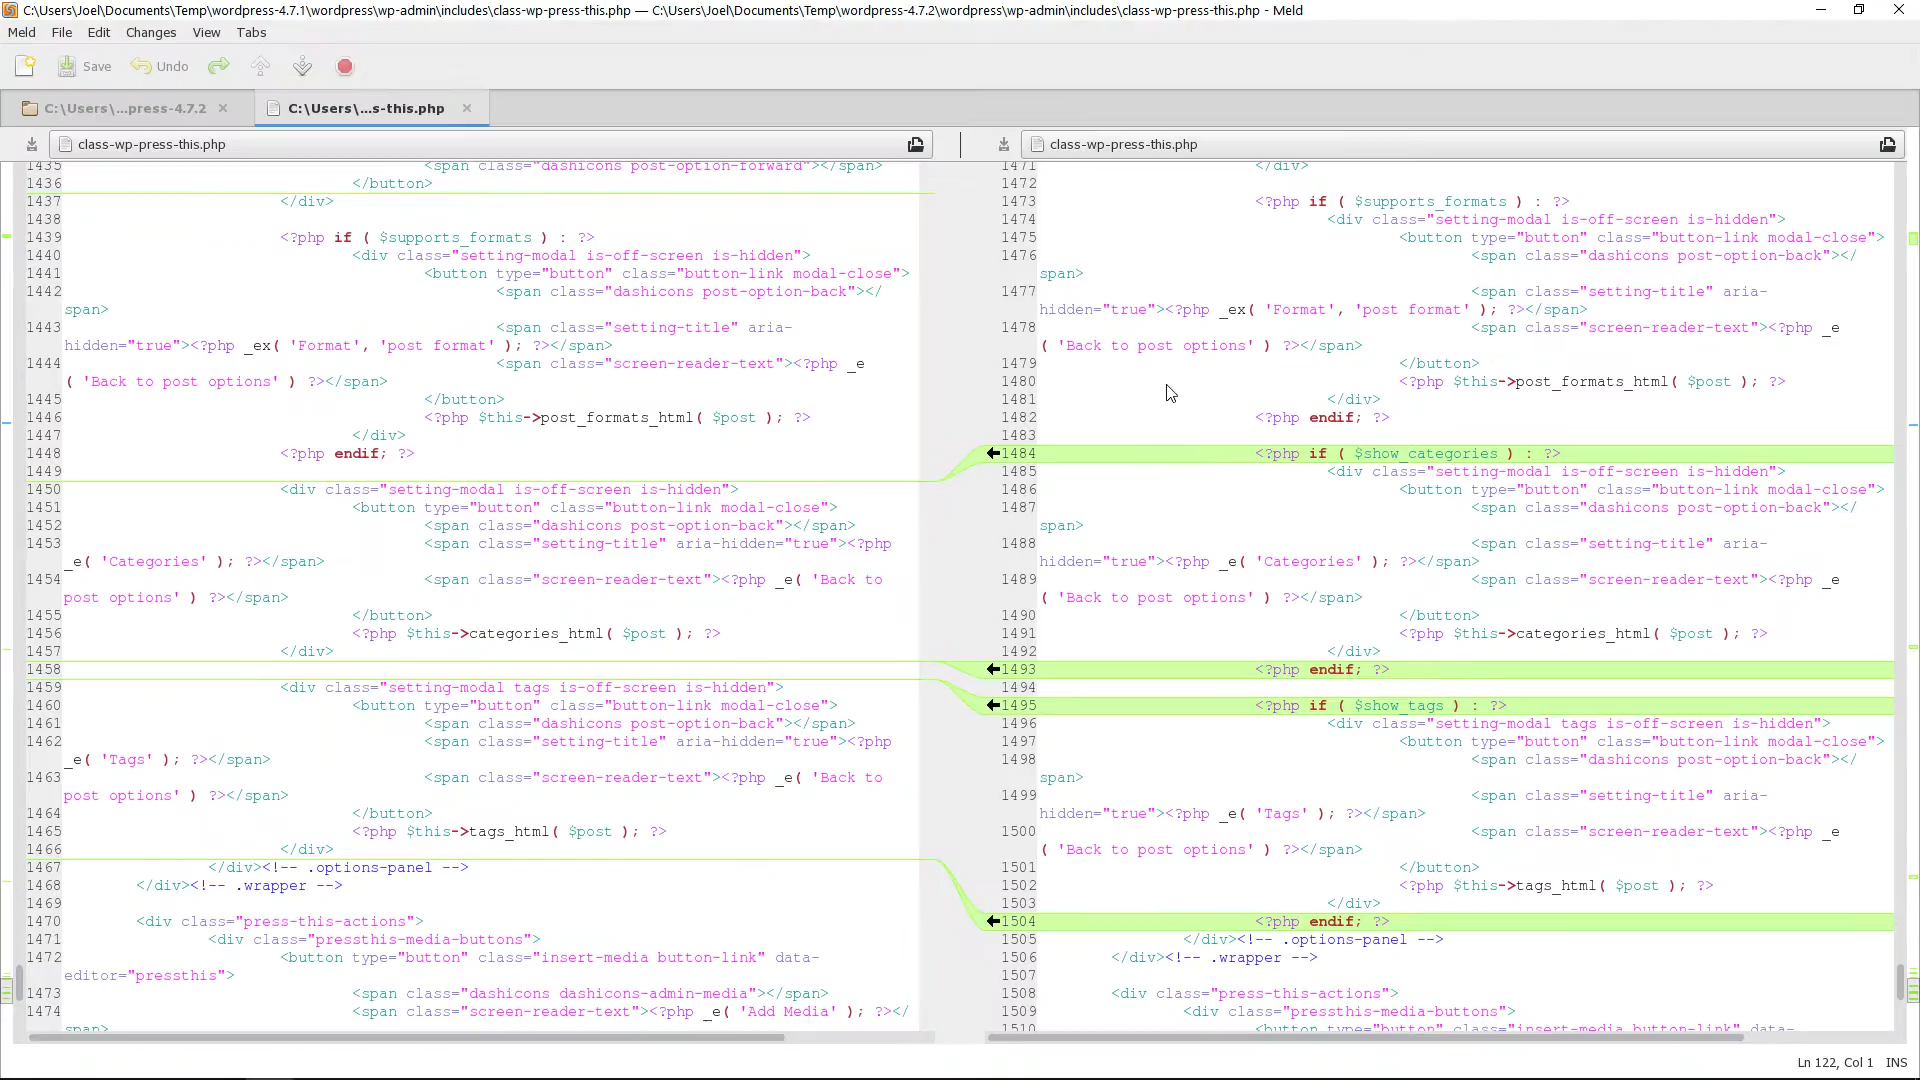 C:\Users\Joel\Documents\Temp\wordpress-4.7.1\wordpress\wp-admin\includes\class-wp-press-this.php — C:\Users\Joel\Documents\Temp\wordpress-4.7.2\wordpress\wp-admin\includes\class-wp-press-this.php - Meld
Meld File Edit Changes View Tabs
Save Undo
C:\Users\...press-4.7.2 C:\Users\...s-this.php
class-wp-press-this.php
1435 <span class="dashicons post-option-forward"></span>
1436 </button>
1437 </div>
1438
1439 <?php if ( $supports_formats ) : ?>
1440 <div class="setting-modal is-off-screen is-hidden">
1441 <button type="button" class="button-link modal-close">
1442 <span class="dashicons post-option-back"></
span>
1443 <span class="setting-title" aria-
hidden="true"><?php _ex( 'Format', 'post format' ); ?></span>
1444 <span class="screen-reader-text"><?php _e
( 'Back to post options' ) ?></span>
1445 </button>
1446 <?php $this->post_formats_html( $post ); ?>
1447 </div>
1448 <?php endif; ?>
1449
1450 <div class="setting-modal is-off-screen is-hidden">
1451 <button type="button" class="button-link modal-close">
1452 <span class="dashicons post-option-back"></span>
1453 <span class="setting-title" aria-hidden="true"><?php
_e( 'Categories' ); ?></span>
1454 <span class="screen-reader-text"><?php _e( 'Back to
post options' ) ?></span>
1455 </button>
1456 <?php $this->categories_html( $post ); ?>
1457 </div>
1458
1459 <div class="setting-modal tags is-off-screen is-hidden">
1460 <button type="button" class="button-link modal-close">
1461 <span class="dashicons post-option-back"></span>
1462 <span class="setting-title" aria-hidden="true"><?php
_e( 'Tags' ); ?></span>
1463 <span class="screen-reader-text"><?php _e( 'Back to
post options' ) ?></span>
1464 </button>
1465 <?php $this->tags_html( $post ); ?>
1466 </div>
1467 </div><!-- .options-panel -->
1468 </div><!-- .wrapper -->
1469
1470 <div class="press-this-actions">
1471 <div class="pressthis-media-buttons">
1472 <button type="button" class="insert-media button-link" data-
editor="pressthis">
1473 <span class="dashicons dashicons-admin-media"></span>
1474 <span class="screen-reader-text"><?php _e( 'Add Media' ); ?></
span>
class-wp-press-this.php
1471 </div>
1472
1473 <?php if ( $supports_formats ) : ?>
1474 <div class="setting-modal is-off-screen is-hidden">
1475 <button type="button" class="button-link modal-close">
1476 <span class="dashicons post-option-back"></
span>
1477 <span class="setting-title" aria-
hidden="true"><?php _ex( 'Format', 'post format' ); ?></span>
1478 <span class="screen-reader-text"><?php _e
( 'Back to post options' ) ?></span>
1479 </button>
1480 <?php $this->post_formats_html( $post ); ?>
1481 </div>
1482 <?php endif; ?>
1483
1484 <?php if ( $show_categories ) : ?>
1485 <div class="setting-modal is-off-screen is-hidden">
1486 <button type="button" class="button-link modal-close">
1487 <span class="dashicons post-option-back"></
span>
1488 <span class="setting-title" aria-
hidden="true"><?php _e( 'Categories' ); ?></span>
1489 <span class="screen-reader-text"><?php _e
( 'Back to post options' ) ?></span>
1490 </button>
1491 <?php $this->categories_html( $post ); ?>
1492 </div>
1493 <?php endif; ?>
1494
1495 <?php if ( $show_tags ) : ?>
1496 <div class="setting-modal tags is-off-screen is-hidden">
1497 <button type="button" class="button-link modal-close">
1498 <span class="dashicons post-option-back"></
span>
1499 <span class="setting-title" aria-
hidden="true"><?php _e( 'Tags' ); ?></span>
1500 <span class="screen-reader-text"><?php _e
( 'Back to post options' ) ?></span>
1501 </button>
1502 <?php $this->tags_html( $post ); ?>
1503 </div>
1504 <?php endif; ?>
1505 </div><!-- .options-panel -->
1506 </div><!-- .wrapper -->
1507
1508 <div class="press-this-actions">
1509 <div class="pressthis-media-buttons">
1510 <button type="button" class="insert-media button-link" data-
Ln 122, Col 1 INS